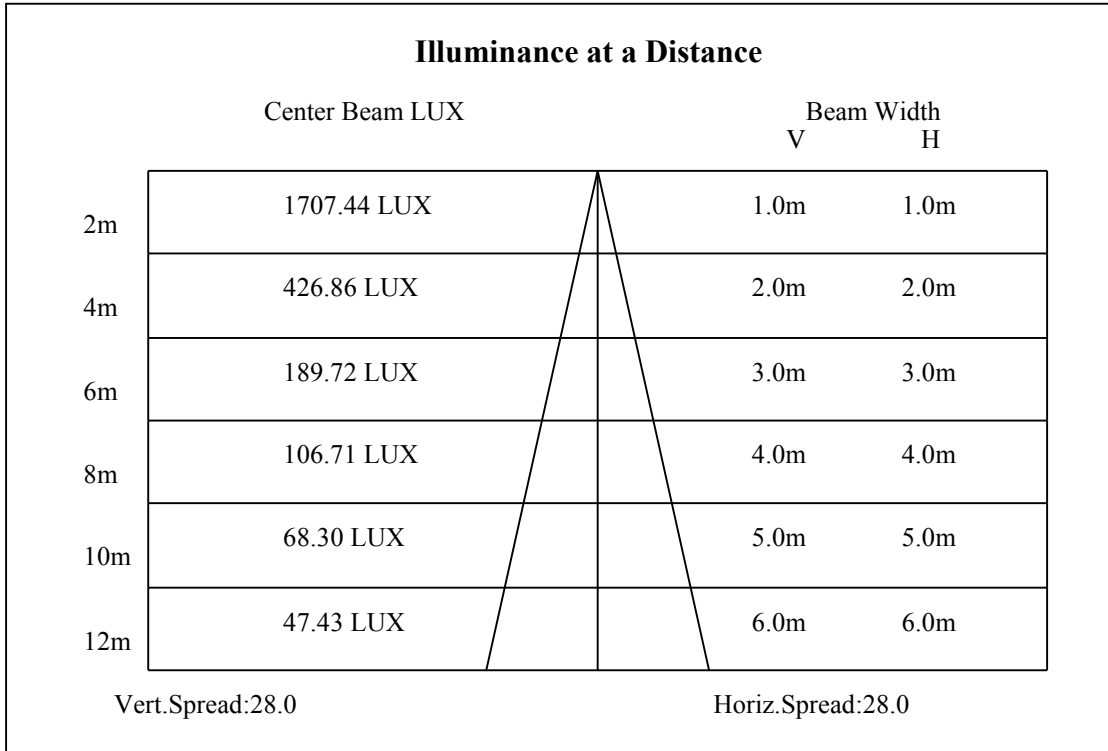 Illuminance at a Distance
Center Beam LUX Beam Width
V H
2m 1707.44 LUX 1.0m 1.0m
4m 426.86 LUX 2.0m 2.0m
6m 189.72 LUX 3.0m 3.0m
8m 106.71 LUX 4.0m 4.0m
10m 68.30 LUX 5.0m 5.0m
12m 47.43 LUX 6.0m 6.0m
Vert.Spread:28.0 Horiz.Spread:28.0